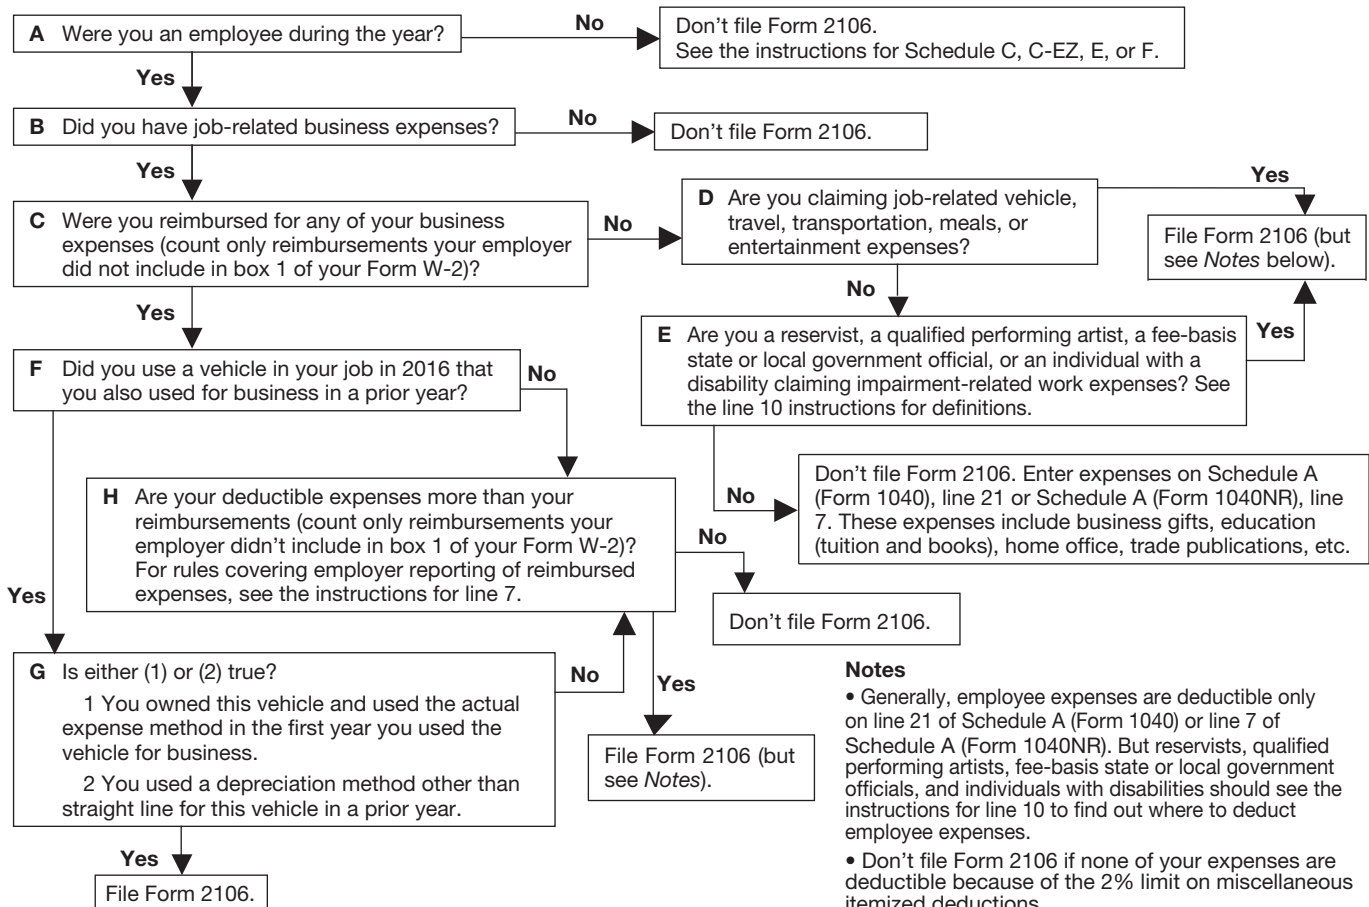 A Were you an employee during the year?
No
Don't file Form 2106.
See the instructions for Schedule C, C-EZ, E, or F.
Yes
B Did you have job-related business expenses?
No
Don't file Form 2106.
Yes
C Were you reimbursed for any of your business
expenses (count only reimbursements your employer
did not include in box 1 of your Form W-2)?
No
D Are you claiming job-related vehicle,
travel, transportation, meals, or
entertainment expenses?
Yes
File Form 2106 (but
see Notes below).
No
Yes
E Are you a reservist, a qualified performing artist, a fee-basis
state or local government official, or an individual with a
disability claiming impairment-related work expenses? See
the line 10 instructions for definitions.
Yes
F Did you use a vehicle in your job in 2016 that
you also used for business in a prior year?
No
No
Don't file Form 2106. Enter expenses on Schedule A
(Form 1040), line 21 or Schedule A (Form 1040NR), line
7. These expenses include business gifts, education
(tuition and books), home office, trade publications, etc.
H Are your deductible expenses more than your
reimbursements (count only reimbursements your
employer didn't include in box 1 of your Form W-2)?
For rules covering employer reporting of reimbursed
expenses, see the instructions for line 7.
No
Don't file Form 2106.
Yes
G Is either (1) or (2) true?
1 You owned this vehicle and used the actual
expense method in the first year you used the
vehicle for business.
2 You used a depreciation method other than
straight line for this vehicle in a prior year.
No
Yes
File Form 2106 (but
see Notes).
Yes
File Form 2106.
Notes
• Generally, employee expenses are deductible only
on line 21 of Schedule A (Form 1040) or line 7 of
Schedule A (Form 1040NR). But reservists, qualified
performing artists, fee-basis state or local government
officials, and individuals with disabilities should see the
instructions for line 10 to find out where to deduct
employee expenses.
• Don't file Form 2106 if none of your expenses are
deductible because of the 2% limit on miscellaneous
itemized deductions.